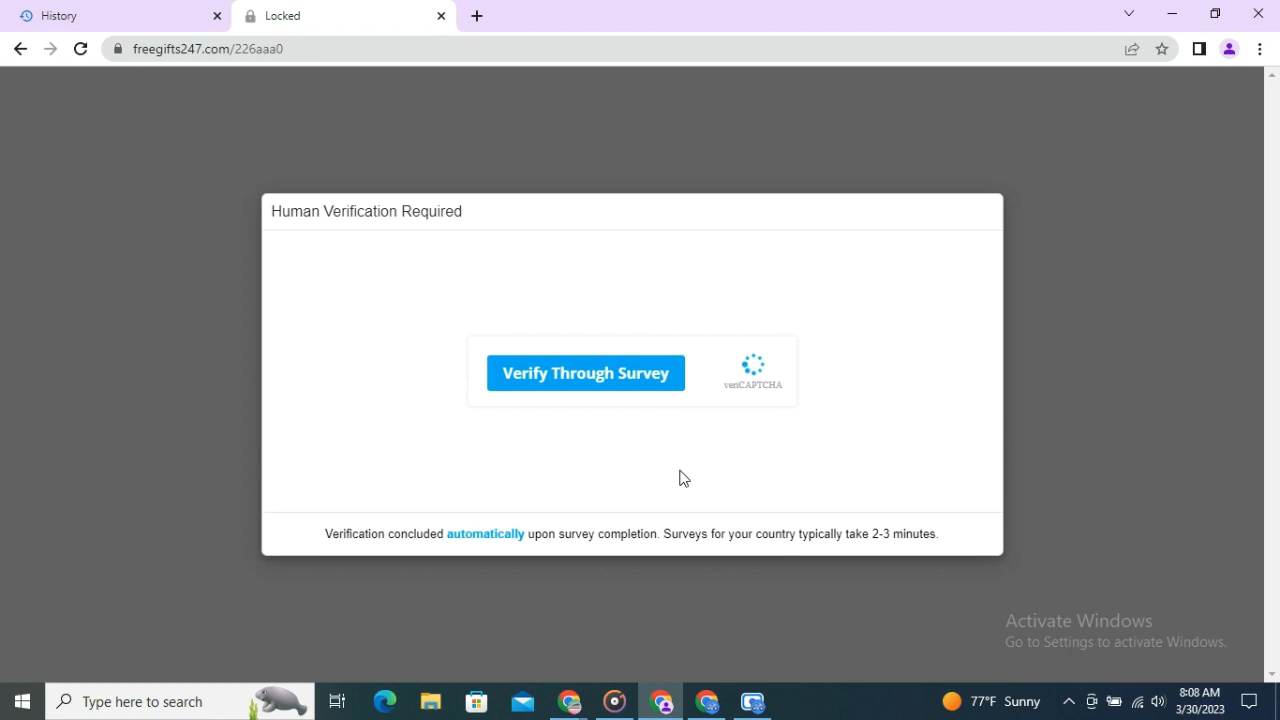 History
Locked
freegifts247.com/226aaa0
Human Verification Required
Verify Through Survey
veriCAPTCHA
Verification concluded automatically upon survey completion. Surveys for your country typically take 2-3 minutes.
Activate Windows
Go to Settings to activate Windows.
Type here to search
77°F Sunny
8:08 AM
3/30/2023